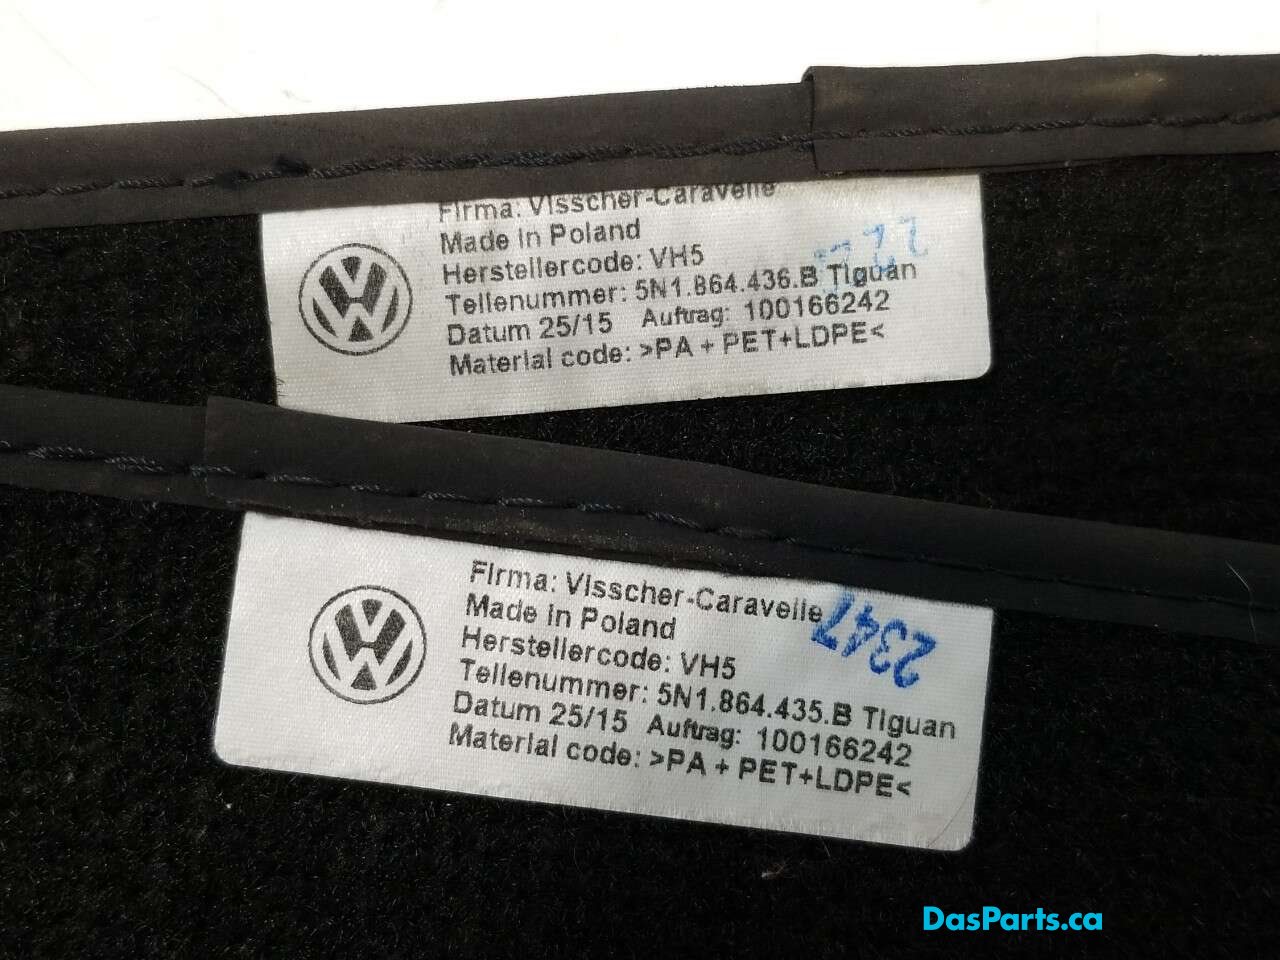 Firma: Visscher-Caravelle
Made in Poland
Herstellercode: VH5
Teilenummer: 5N1.864.436.B Tiguan
Datum 25/15 Auftrag: 100166242
Material code: >PA + PET+LDPE<
Firma: Visscher-Caravelle
2347
Made in Poland
Herstellercode: VH5
Teilenummer: 5N1.864.435.B Tiguan
Datum 25/15 Auftrag: 100166242
Material code: >PA + PET+LDPE<
DasParts.ca